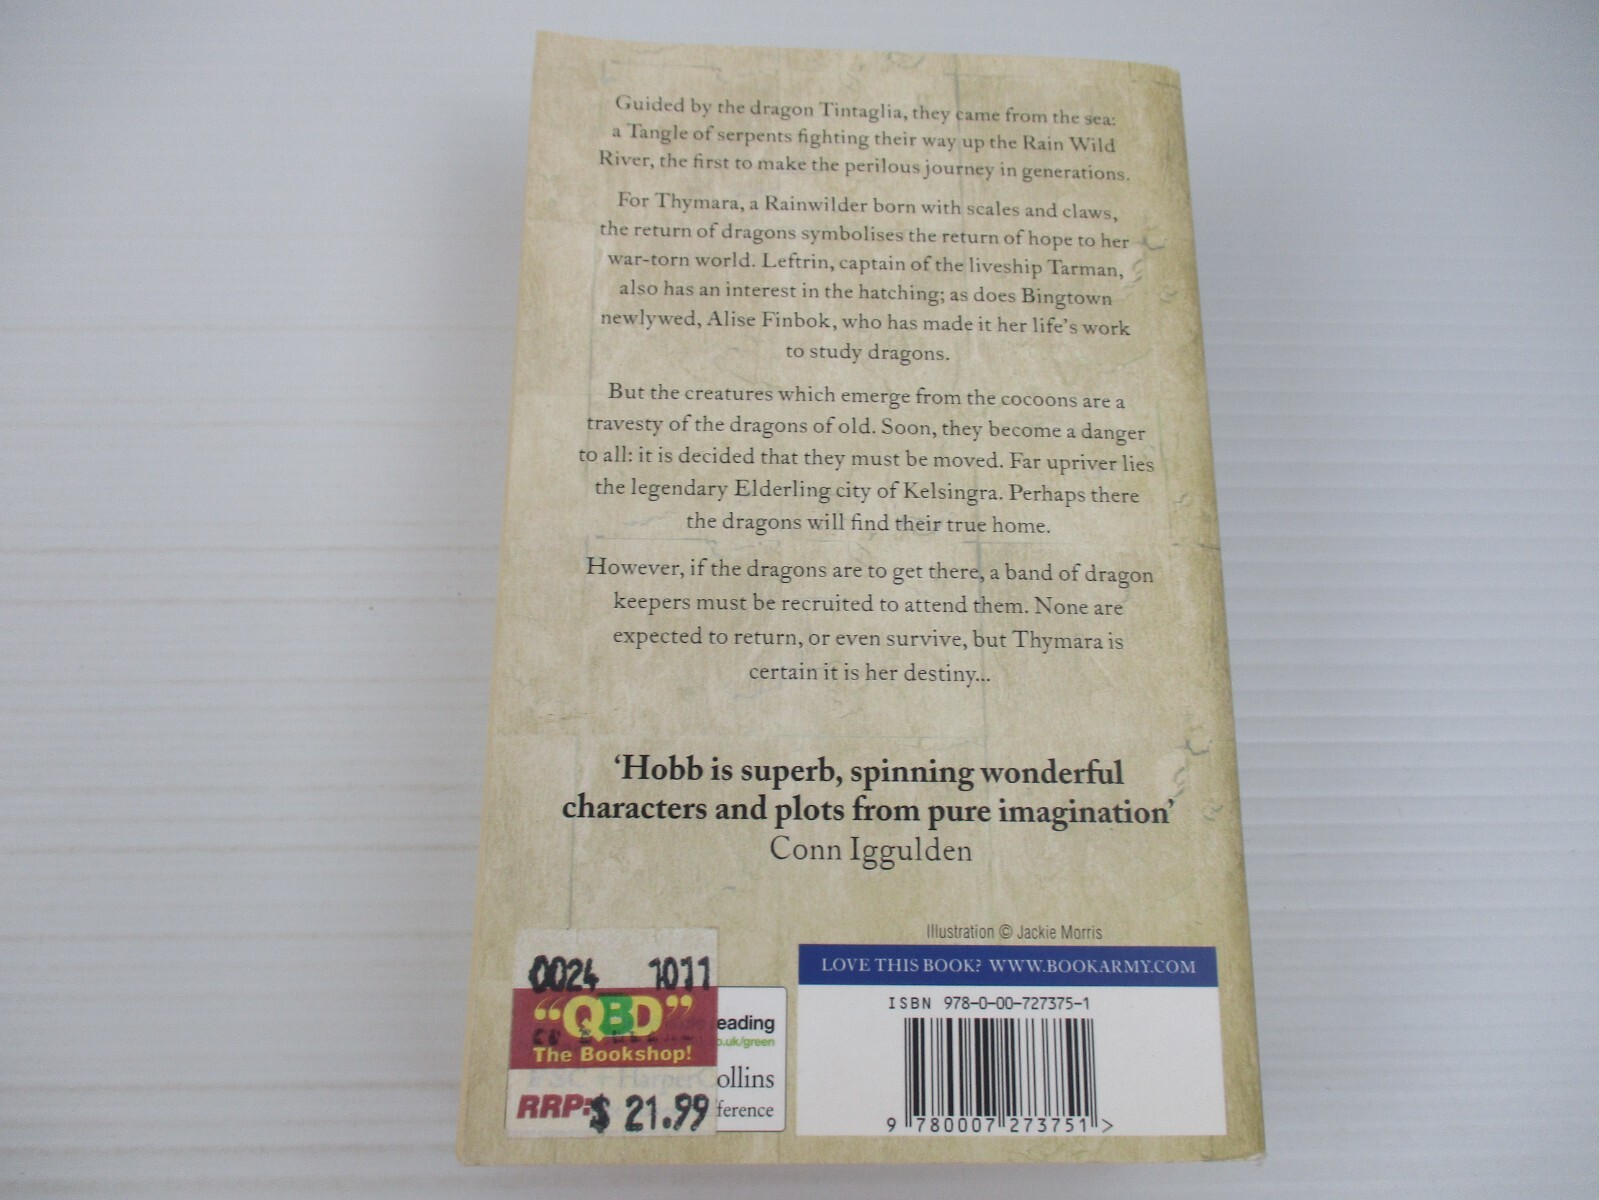 Guided by the dragon Tintaglia, they came from the sea:
a Tangle of serpents fighting their way up the Rain Wild
River, the first to make the perilous journey in generations.
For Thymara, a Rainwilder born with scales and claws,
the return of dragons symbolises the return of hope to her
war-torn world. Leftrin, captain of the liveship Tarman,
also has an interest in the hatching; as does Bingtown
newlywed, Alise Finbok, who has made it her life's work
to study dragons.
But the creatures which emerge from the cocoons are a
travesty of the dragons of old. Soon, they become a danger
to all: it is decided that they must be moved. Far upriver lies
the legendary Elderling city of Kelsingra. Perhaps there
the dragons will find their true home.
However, if the dragons are to get there, a band of dragon
keepers must be recruited to attend them. None are
expected to return, or even survive, but Thymara is
certain it is her destiny...
‘Hobb is superb, spinning wonderful
characters and plots from pure imagination’
Conn Iggulden
Illustration © Jackie Morris
LOVE THIS BOOK? WWW.BOOKARMY.COM
ISBN 978-0-00-727375-1
9 780007 273751 >
0024 1011
“QBD”
The Bookshop!
RRP: $ 21.99
eading
o.uk/green
ollins
ference